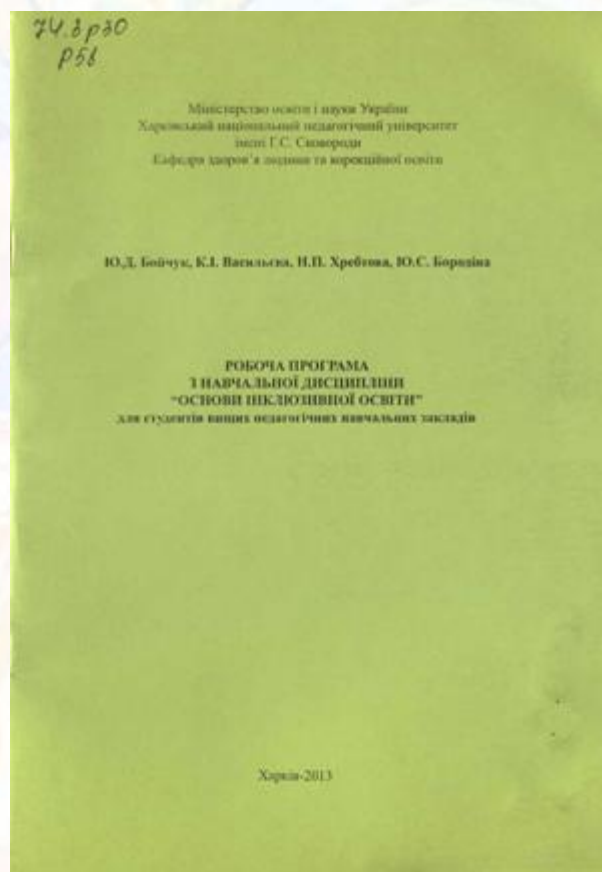 74.3р30
Р58
Міністерство освіти і науки України
Харківський національний педагогічний університет
імені Г.С. Сковороди
Кафедра здоров’я людини та корекційної освіти
Ю.Д. Бойчук, К.І. Васильєва, Н.П. Хребтова, Ю.С. Бородіна
РОБОЧА ПРОГРАМА
З НАВЧАЛЬНОЇ ДИСЦИПЛІНИ
“ОСНОВИ ІНКЛЮЗИВНОЇ ОСВІТИ”
для студентів вищих педагогічних навчальних закладів
Харків-2013